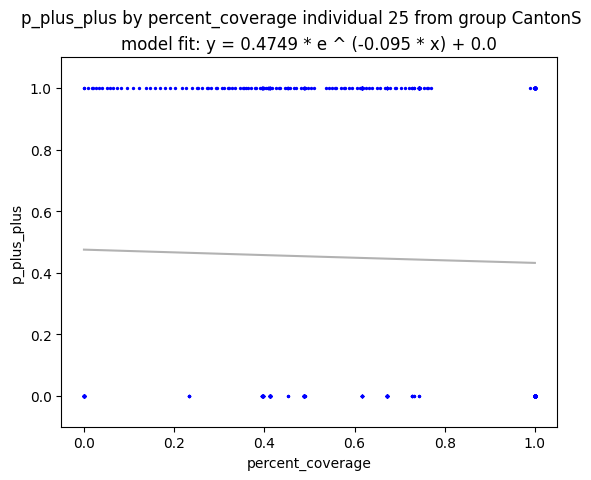 p_plus_plus by percent_coverage individual 25 from group CantonS
model fit: y = 0.4749 * e ^ (-0.095 * x) + 0.0
1.0
0.8
0.6
0.4
0.2
0.0
p_plus_plus
0.0 0.2 0.4 0.6 0.8 1.0
percent_coverage